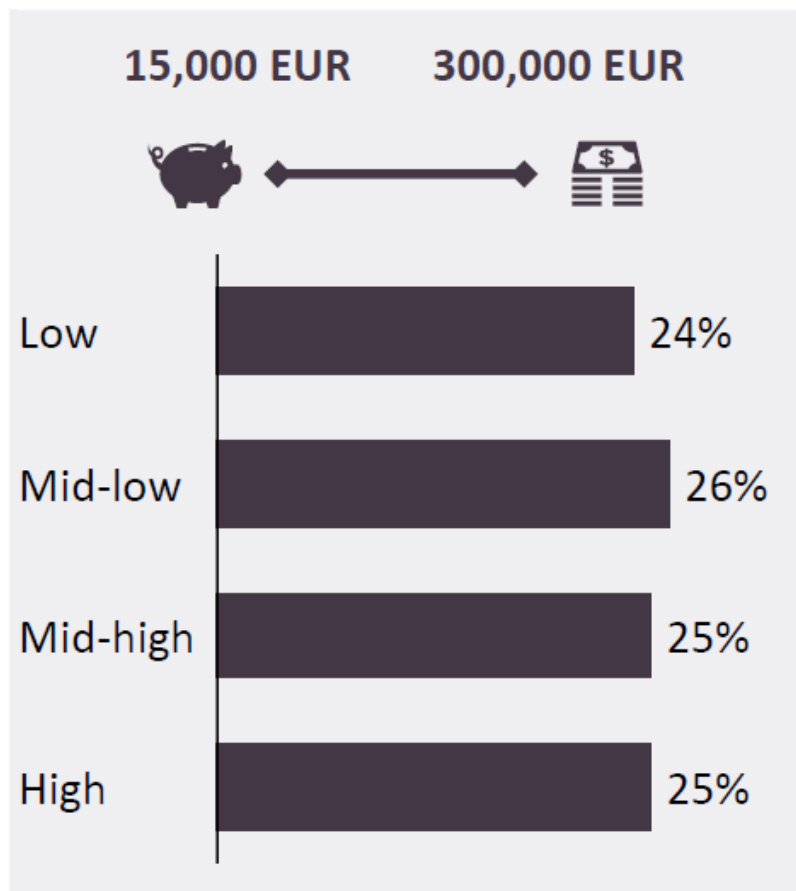 15,000 EUR 300,000 EUR
$
Low 24%
Mid-low 26%
Mid-high 25%
High 25%